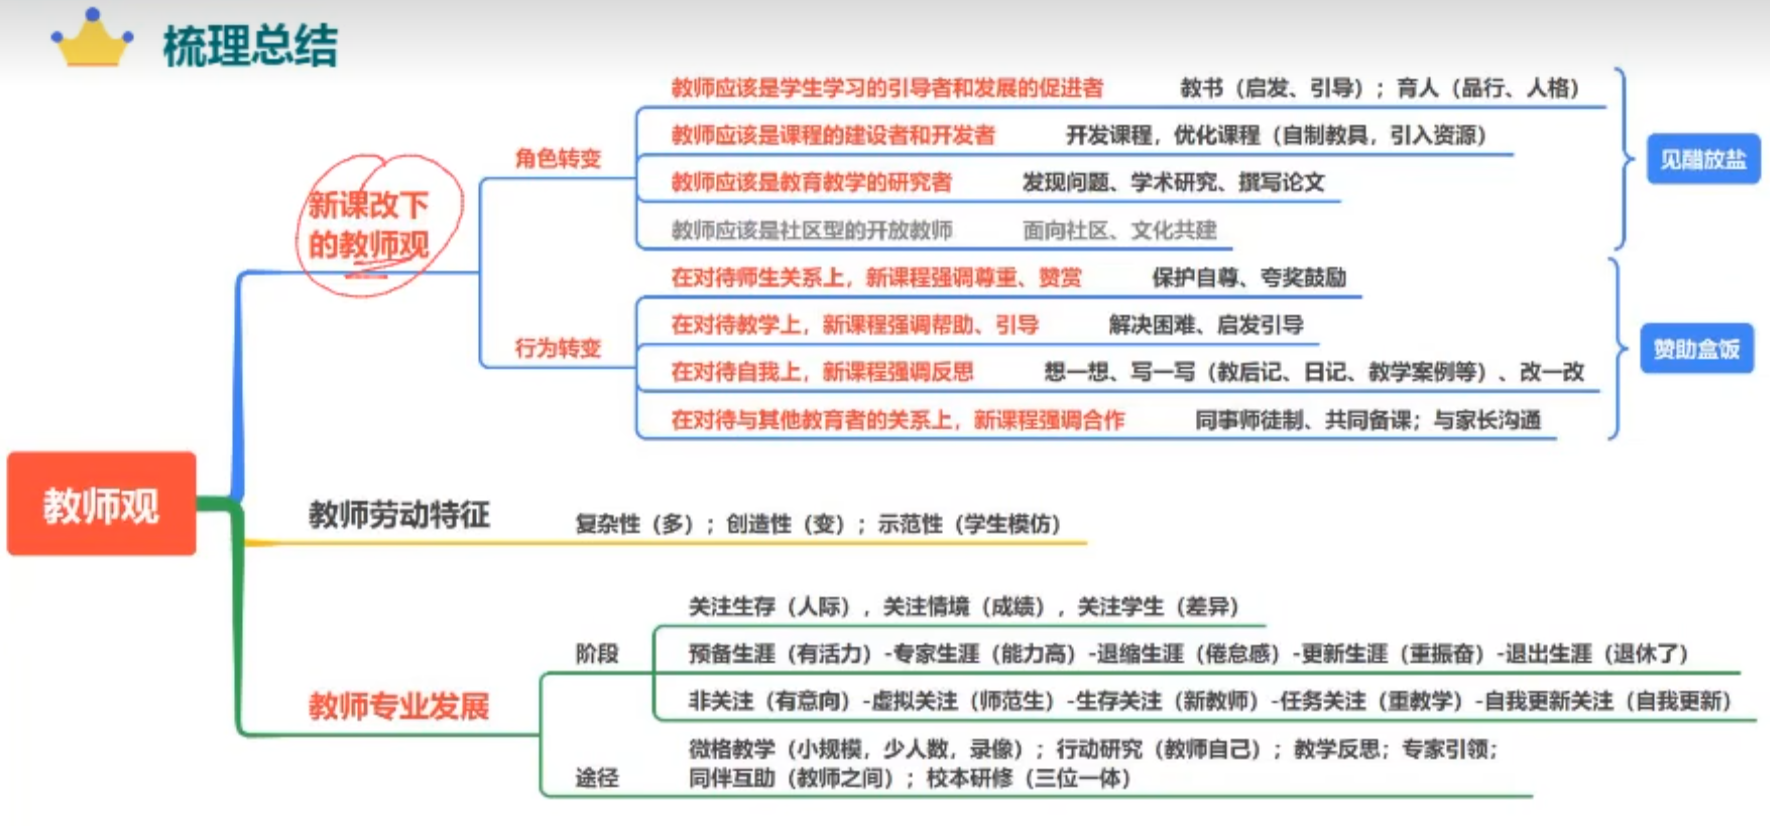 梳理总结
教师观
新课改下
的教师观
角色转变
教师应该是学生学习的引导者和发展的促进者 教书（启发、引导）；育人（品行、人格）
教师应该是课程的建设者和开发者 开发课程，优化课程（自制教具，引入资源）
教师应该是教育教学的研究者 发现问题、学术研究、撰写论文
教师应该是社区型的开放教师 面向社区、文化共建
见醋放盐
行为转变
在对待师生关系上，新课程强调尊重、赞赏 保护自尊、夸奖鼓励
在对待教学上，新课程强调帮助、引导 解决困难、启发引导
在对待自我上，新课程强调反思 想一想、写一写（教后记、日记、教学案例等）、改一改
在对待与其他教育者的关系上，新课程强调合作 同事师徒制、共同备课；与家长沟通
赞助盒饭
教师劳动特征
复杂性（多）；创造性（变）；示范性（学生模仿）
教师专业发展
阶段
关注生存（人际）,关注情境（成绩）,关注学生（差异）
预备生涯（有活力）-专家生涯（能力高）-退缩生涯（倦怠感）-更新生涯（重振奋）-退出生涯（退休了）
非关注（有意向）-虚拟关注（师范生）-生存关注（新教师）-任务关注（重教学）-自我更新关注（自我更新）
途径
微格教学（小规模，少人数，录像）；行动研究（教师自己）；教学反思；专家引领；
同伴互助（教师之间）；校本研修（三位一体）